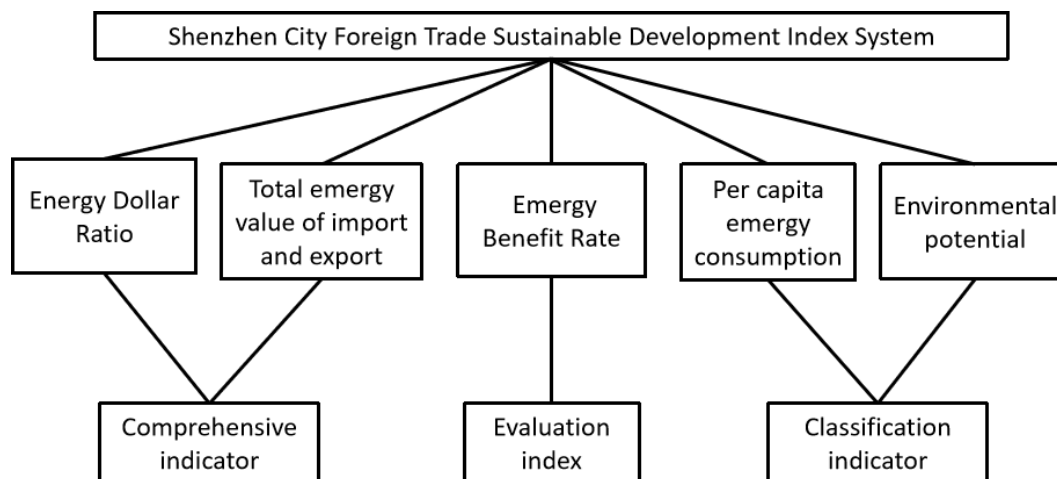 Shenzhen City Foreign Trade Sustainable Development Index System
Energy Dollar
Ratio
Total emergy
value of import
and export
Emergy
Benefit Rate
Per capita
emergy
consumption
Environmental
potential
Comprehensive
indicator
Evaluation
index
Classification
indicator